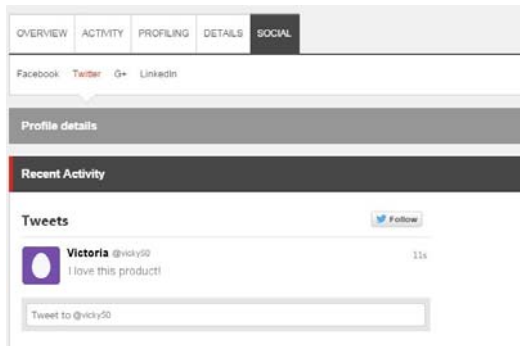 OVERVIEW ACTIVITY PROFILING DETAILS SOCIAL
Facebook Twitter G+ LinkedIn
Profile details
Recent Activity
Tweets Follow
Victoria @vicky50 11s
I love this product!
Tweet to @vicky50